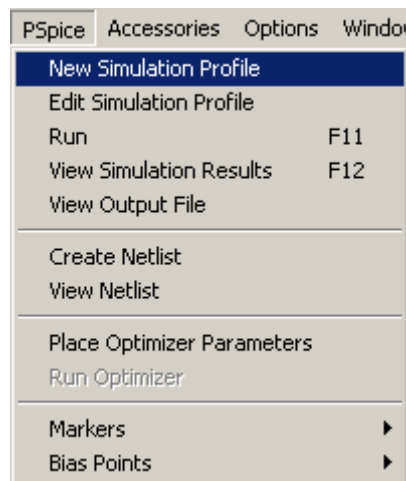 PSpice Accessories Options Windo
New Simulation Profile
Edit Simulation Profile
Run F11
View Simulation Results F12
View Output File
Create Netlist
View Netlist
Place Optimizer Parameters
Run Optimizer
Markers
Bias Points